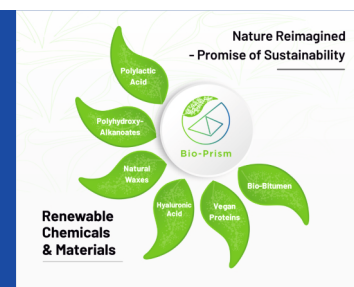 Nature Reimagined
- Promise of Sustainability
Polylactic
Acid
Polyhydroxy-
Alkanoates
Natural
Waxes
Hyaluronic
Acid
Vegan
Proteins
Bio-Bitumen
Bio-Prism
Renewable
Chemicals
& Materials